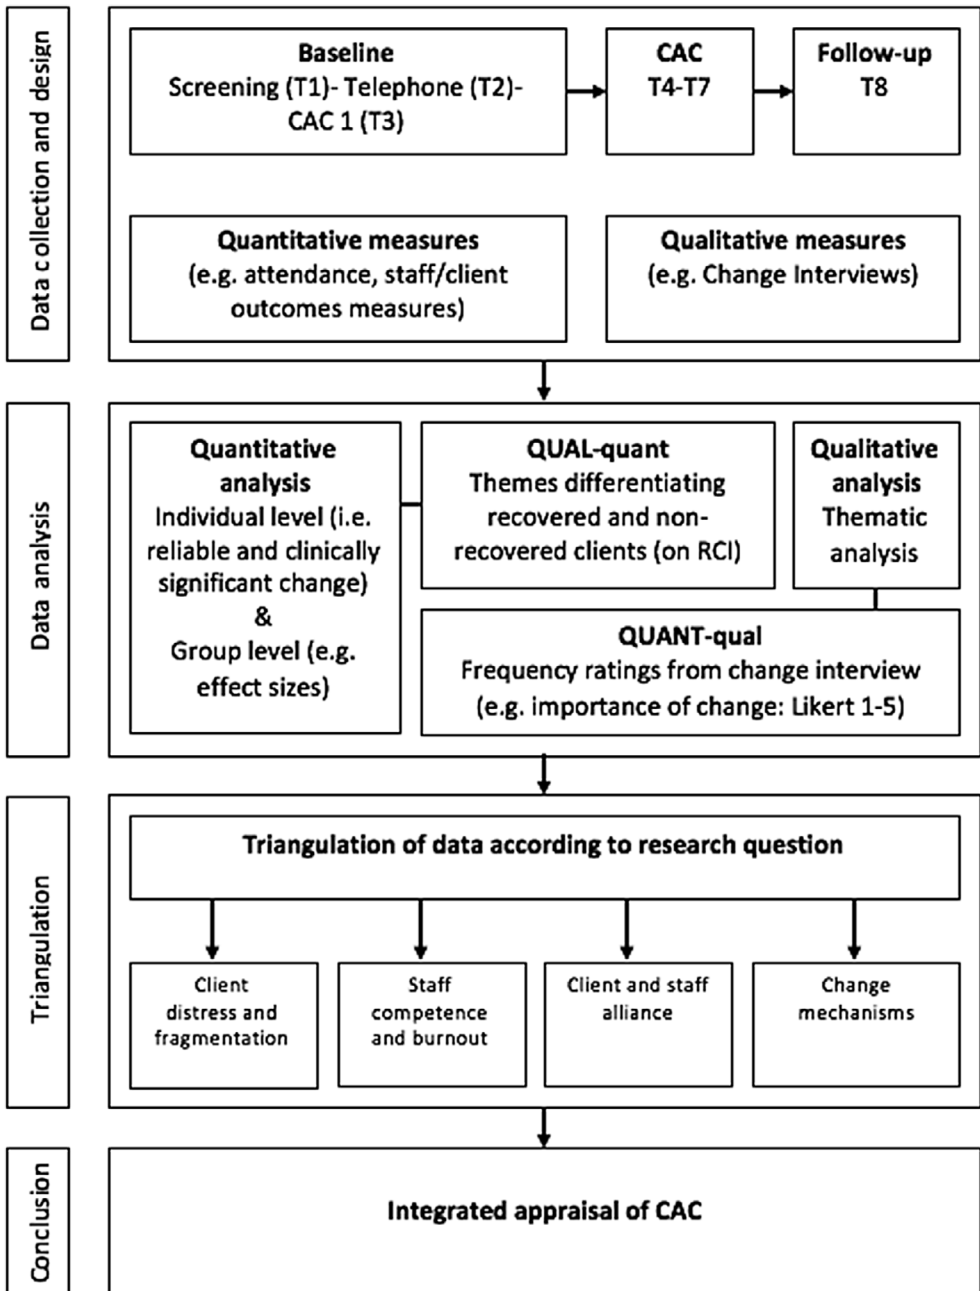 Data collection and design
Baseline
Screening (T1)- Telephone (T2)-
CAC 1 (T3)
CAC
T4-T7
Follow-up
T8
Quantitative measures
(e.g. attendance, staff/client
outcomes measures)
Qualitative measures
(e.g. Change Interviews)
Data analysis
Quantitative
analysis
Individual level (i.e.
reliable and clinically
significant change)
&
Group level (e.g.
effect sizes)
QUAL-quant
Themes differentiating
recovered and non-
recovered clients (on RCI)
Qualitative
analysis
Thematic
analysis
QUANT-qual
Frequency ratings from change interview
(e.g. importance of change: Likert 1-5)
Triangulation
Triangulation of data according to research question
Client
distress and
fragmentation
Staff
competence
and burnout
Client and staff
alliance
Change
mechanisms
Conclusion
Integrated appraisal of CAC